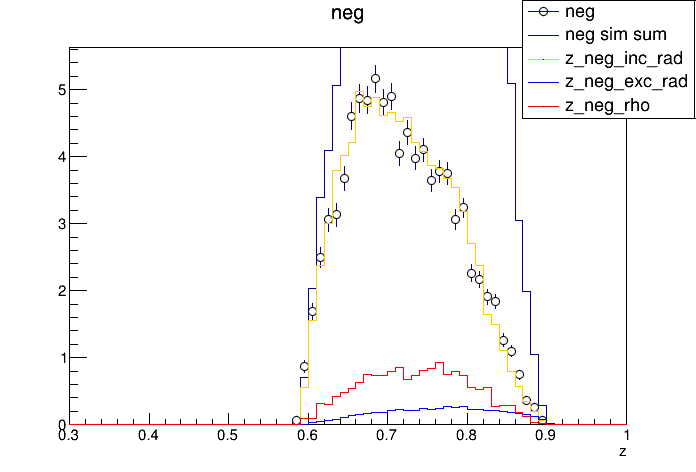 neg
neg
neg sim sum
z_neg_inc_rad
z_neg_exc_rad
z_neg_rho
5
4
3
2
1
0
0.3 0.4 0.5 0.6 0.7 0.8 0.9 1
z